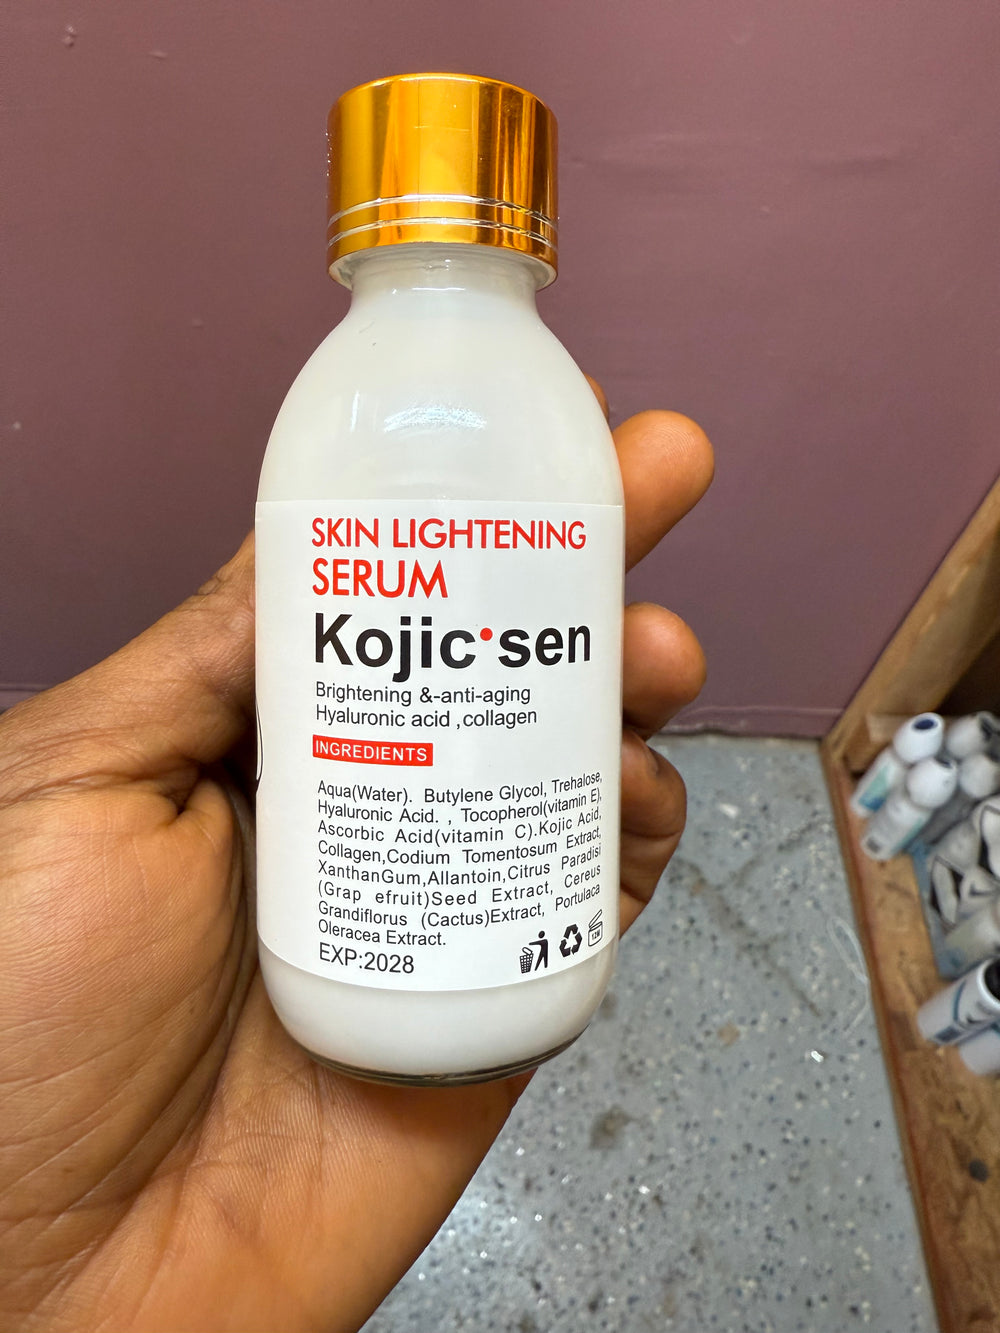 SKIN LIGHTENING
SERUM
Kojic•sen
Brightening &-anti-aging
Hyaluronic acid ,collagen
INGREDIENTS
Aqua(Water). Butylene Glycol, Trehalose,
Hyaluronic Acid. , Tocopherol(vitamin E),
Ascorbic Acid(vitamin C).Kojic Acid,
Collagen,Codium Tomentosum Extract,
XanthanGum,Allantoin,Citrus Paradisi
(Grap efruit)Seed Extract, Cereus
Grandiflorus (Cactus)Extract, Portulaca
Oleracea Extract.
EXP:2028
12M